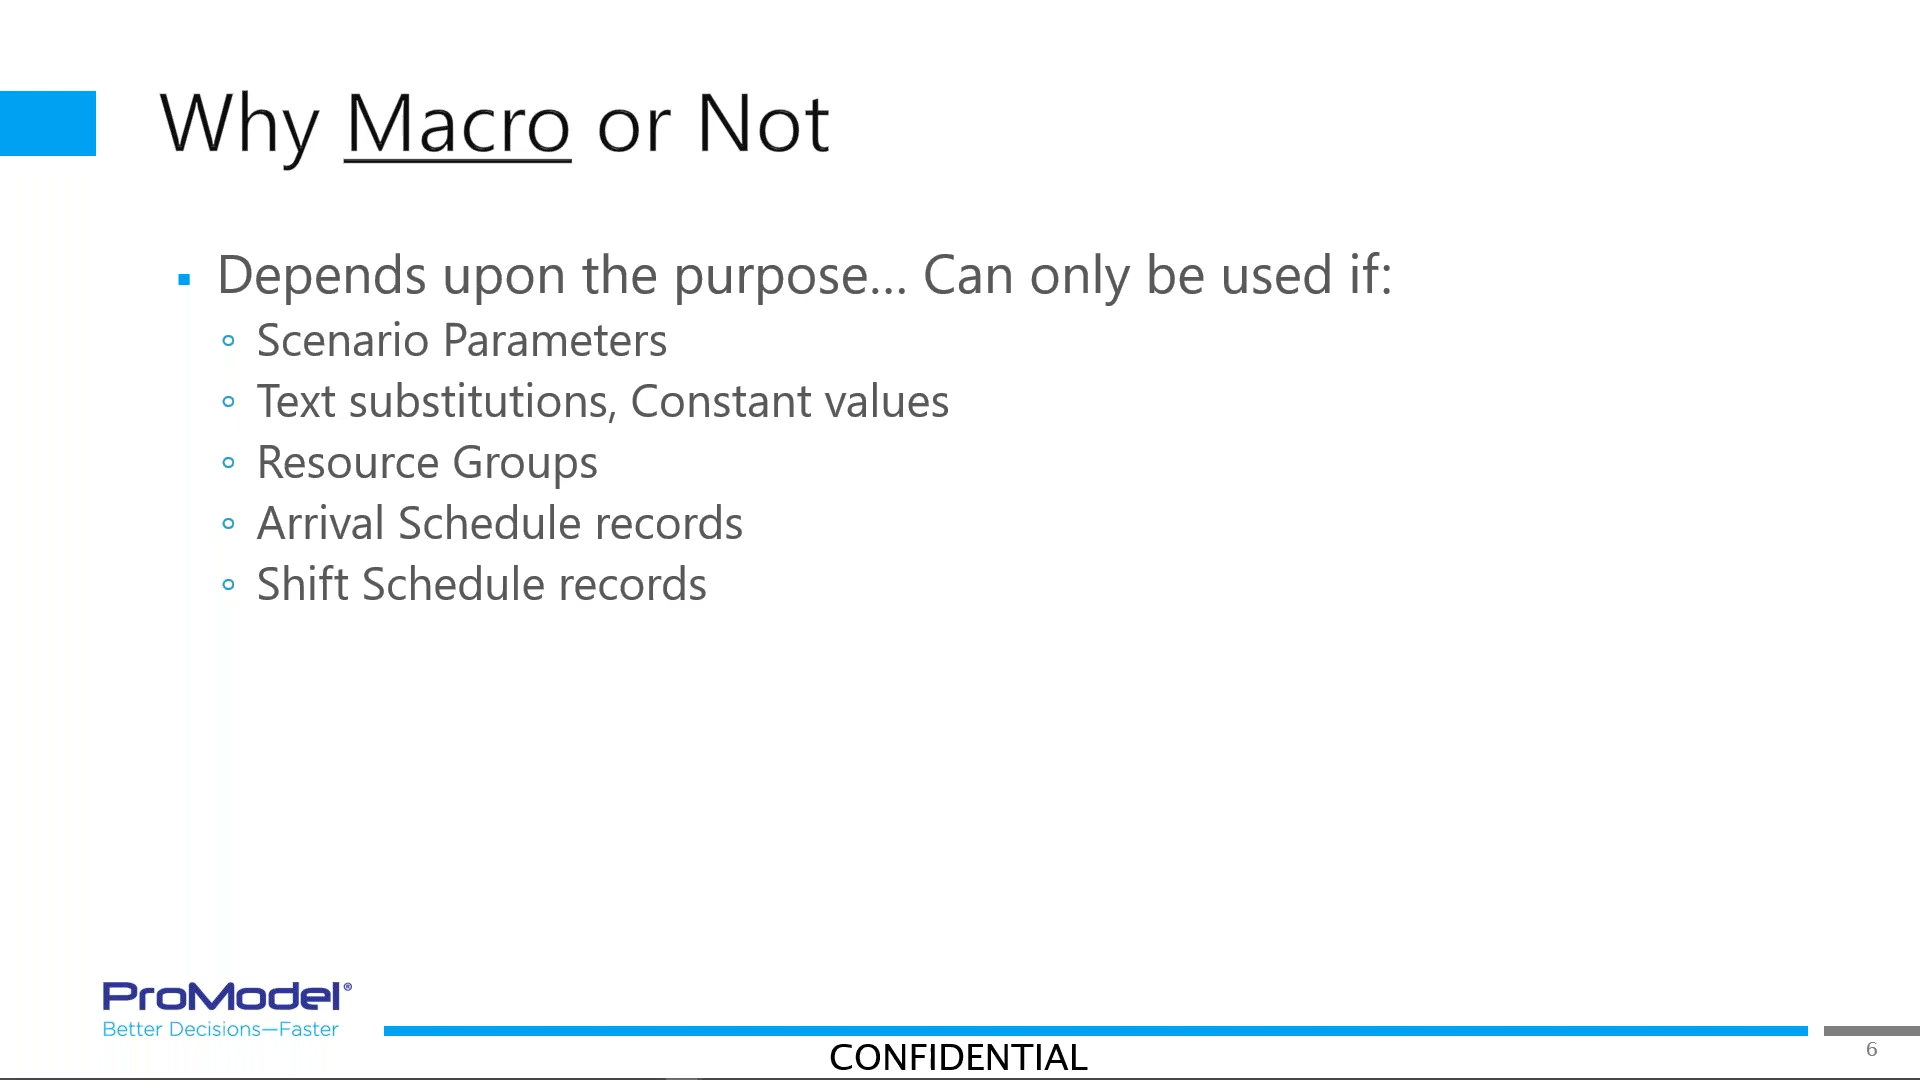 Why Macro or Not
▪ Depends upon the purpose... Can only be used if:
◦ Scenario Parameters
◦ Text substitutions, Constant values
◦ Resource Groups
◦ Arrival Schedule records
◦ Shift Schedule records
ProModel®
Better Decisions—Faster
CONFIDENTIAL
6